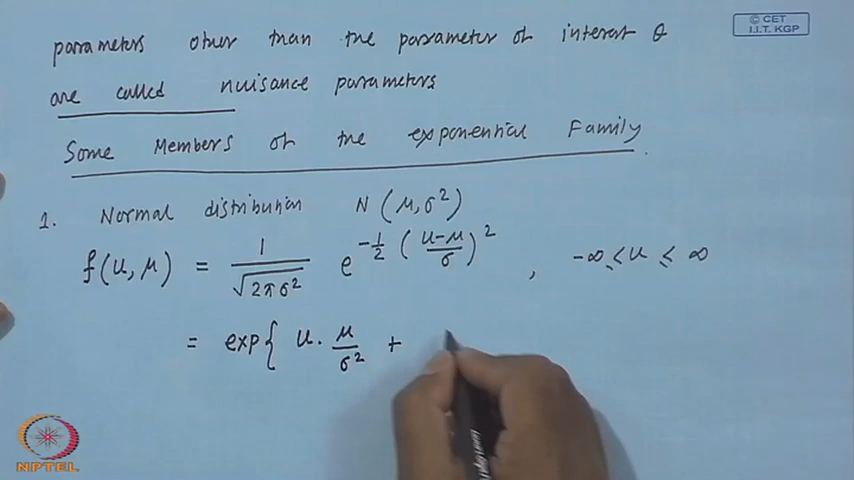 © CET
I.I.T. KGP
parameters other than the parameter of interest θ
are called nuisance parameters
Some Members of the exponential Family.
1. Normal distribution N(μ,σ²)
f(u,μ) = 1/√2πσ² e^-1/2 (u-μ/σ)² , -∞ ≤ u ≤ ∞
= exp{ u. μ/σ² +
NPTEL